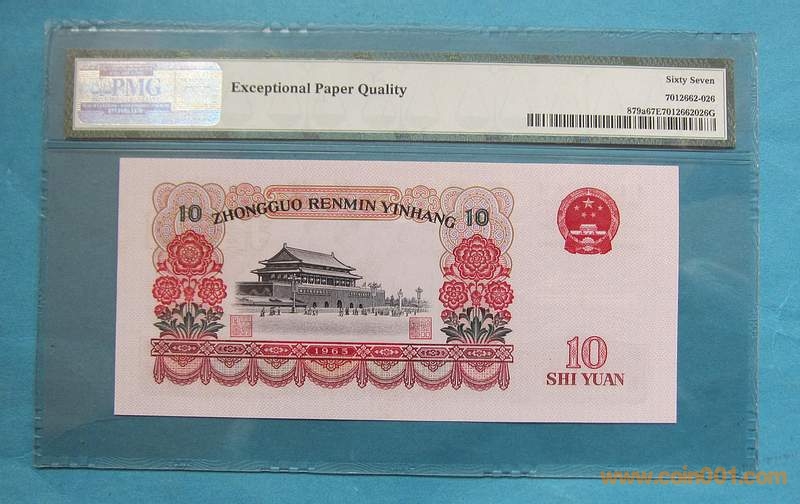 PMG
Exceptional Paper Quality
Sixty Seven
7012662-026
879a67E7012662026G
10 ZHONGGUO RENMIN YINHANG 10
1965
10
SHI YUAN
www.coin001.com